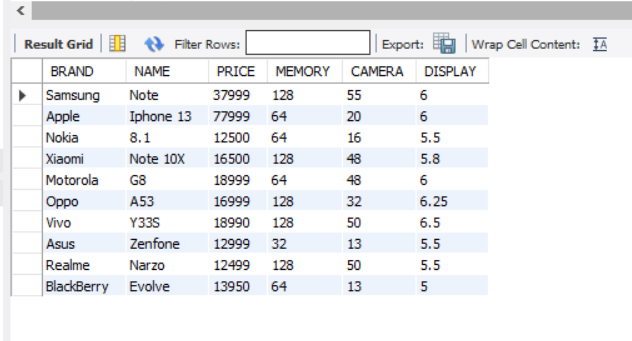 Result Grid Filter Rows: Export: Wrap Cell Content:
BRAND NAME PRICE MEMORY CAMERA DISPLAY
Samsung Note 37999 128 55 6
Apple Iphone 13 77999 64 20 6
Nokia 8.1 12500 64 16 5.5
Xiaomi Note 10X 16500 128 48 5.8
Motorola G8 18999 64 48 6
Oppo A53 16999 128 32 6.25
Vivo Y33S 18990 128 50 6.5
Asus Zenfone 12999 32 13 5.5
Realme Narzo 12499 128 50 5.5
BlackBerry Evolve 13950 64 13 5